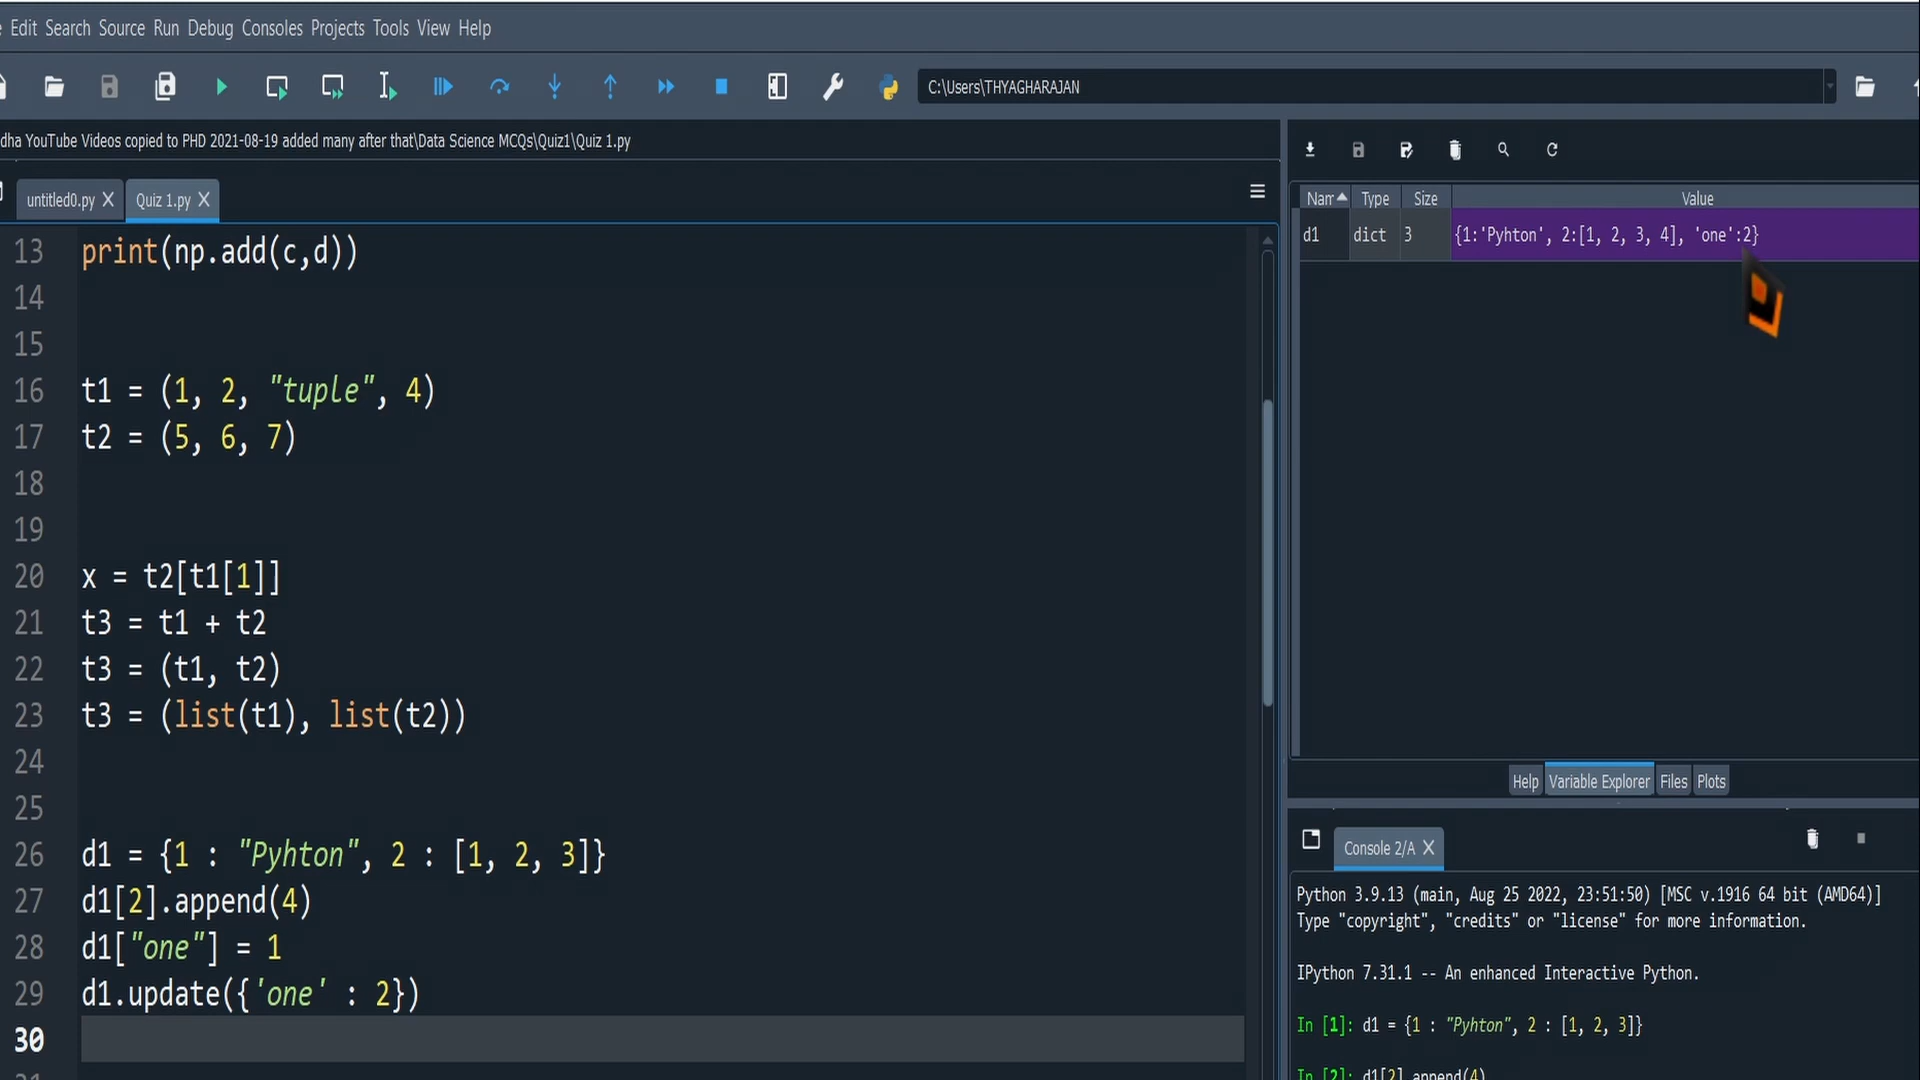 Edit Search Source Run Debug Consoles Projects Tools View Help
C:\Users\THYAGHARAJAN
dha YouTube Videos copied to PHD 2021-08-19 added many after that\Data Science MCQs\Quiz1\Quiz 1.py
untitled0.py X Quiz 1.py X
13 print(np.add(c,d))
14
15
16 t1 = (1, 2, "tuple", 4)
17 t2 = (5, 6, 7)
18
19
20 x = t2[t1[1]]
21 t3 = t1 + t2
22 t3 = (t1, t2)
23 t3 = (list(t1), list(t2))
24
25
26 d1 = {1 : "Pyhton", 2 : [1, 2, 3]}
27 d1[2].append(4)
28 d1["one"] = 1
29 d1.update({'one' : 2})
30
Nam Type Size Value
d1 dict 3 {1:'Pyhton', 2:[1, 2, 3, 4], 'one':2}
Help Variable Explorer Files Plots
Console 2/A X
Python 3.9.13 (main, Aug 25 2022, 23:51:50) [MSC v.1916 64 bit (AMD64)]
Type "copyright", "credits" or "license" for more information.
IPython 7.31.1 -- An enhanced Interactive Python.
In [1]: d1 = {1 : "Pyhton", 2 : [1, 2, 3]}
In [2]: d1[2].append(4)